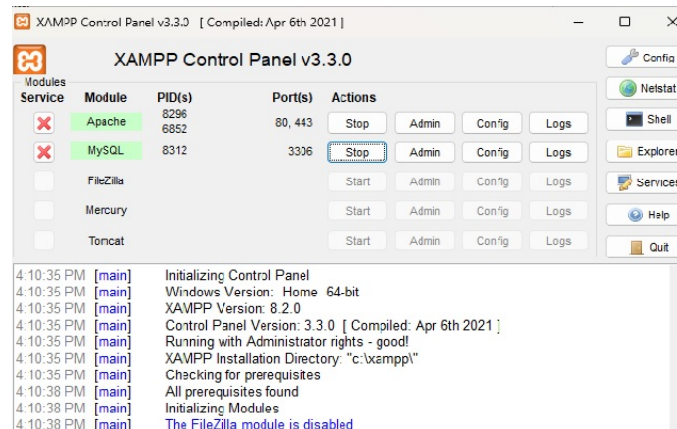 XAMPP Control Panel v3.3.0 [ Compiled: Apr 6th 2021 ]
XAMPP Control Panel v3.3.0
Config
Modules
Service Module PID(s) Port(s) Actions
Netstat
Apache 8296 6852 80, 443 Stop Admin Config Logs
Shell
MySQL 8312 3306 Stop Admin Config Logs
Explorer
FileZilla Start Admin Config Logs
Services
Mercury Start Admin Config Logs
Help
Tomcat Start Admin Config Logs
Quit
4:10:35 PM [main] Initializing Control Panel
4:10:35 PM [main] Windows Version: Home 64-bit
4:10:35 PM [main] XAMPP Version: 8.2.0
4:10:35 PM [main] Control Panel Version: 3.3.0 [ Compiled: Apr 6th 2021 ]
4:10:35 PM [main] Running with Administrator rights - good!
4:10:35 PM [main] XAMPP Installation Directory: "c:\xampp\"
4:10:35 PM [main] Checking for prerequisites
4:10:38 PM [main] All prerequisites found
4:10:38 PM [main] Initializing Modules
4:10:38 PM [main] The FileZilla module is disabled